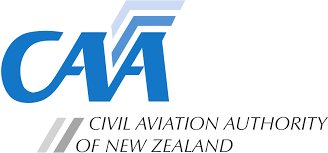 CAA
CIVIL AVIATION AUTHORITY
OF NEW ZEALAND